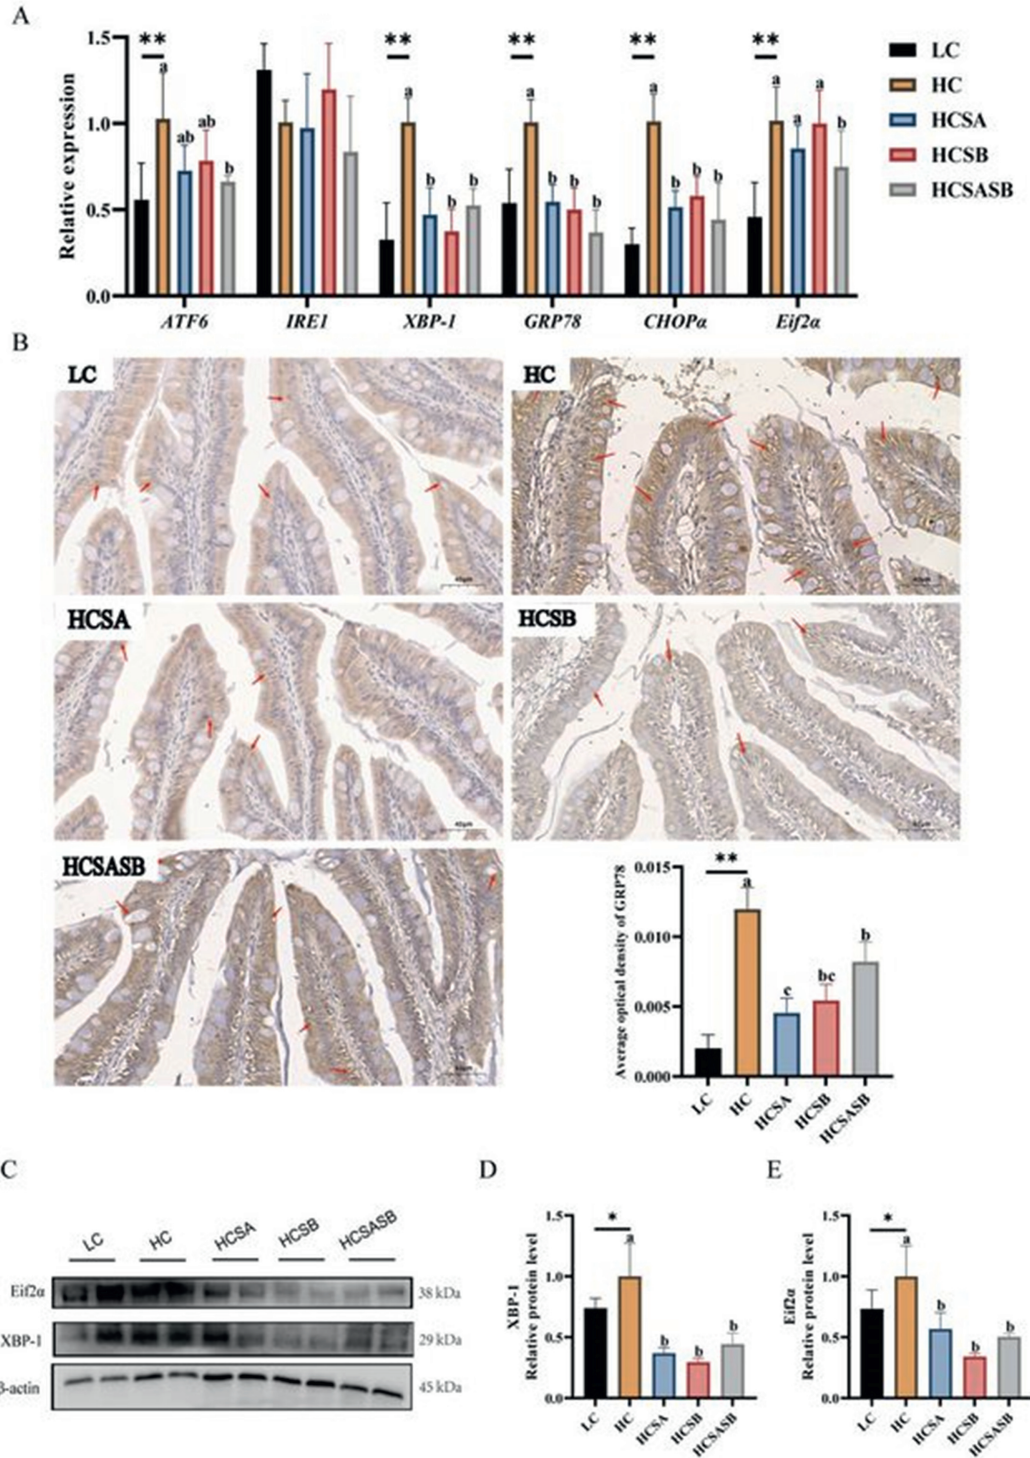 A
Relative expression
1.5
1.0
0.5
0.0
** ** ** ** **
a a a a a a a
ab ab b b b b b b b b b b b
ATF6 IRE1 XBP-1 GRP78 CHOPα Eif2α
LC
HC
HCSA
HCSB
HCSASB
B
LC
HC
HCSA
HCSB
40μm
HCSASB
Average optical density of GRP78
0.015
0.010
0.005
0.000
**
a
c
bc
b
LC HC HCSA HCSB HCSASB
C
LC HC HCSA HCSB HCSASB
Eif2α 38 kDa
XBP-1 29 kDa
β-actin 45 kDa
D
XBP-1
Relative protein level
1.5
1.0
0.5
0.0
*
a
b b b
LC HC HCSA HCSB HCSASB
E
Eif2α
Relative protein level
1.5
1.0
0.5
0.0
*
a
b b b
LC HC HCSA HCSB HCSASB